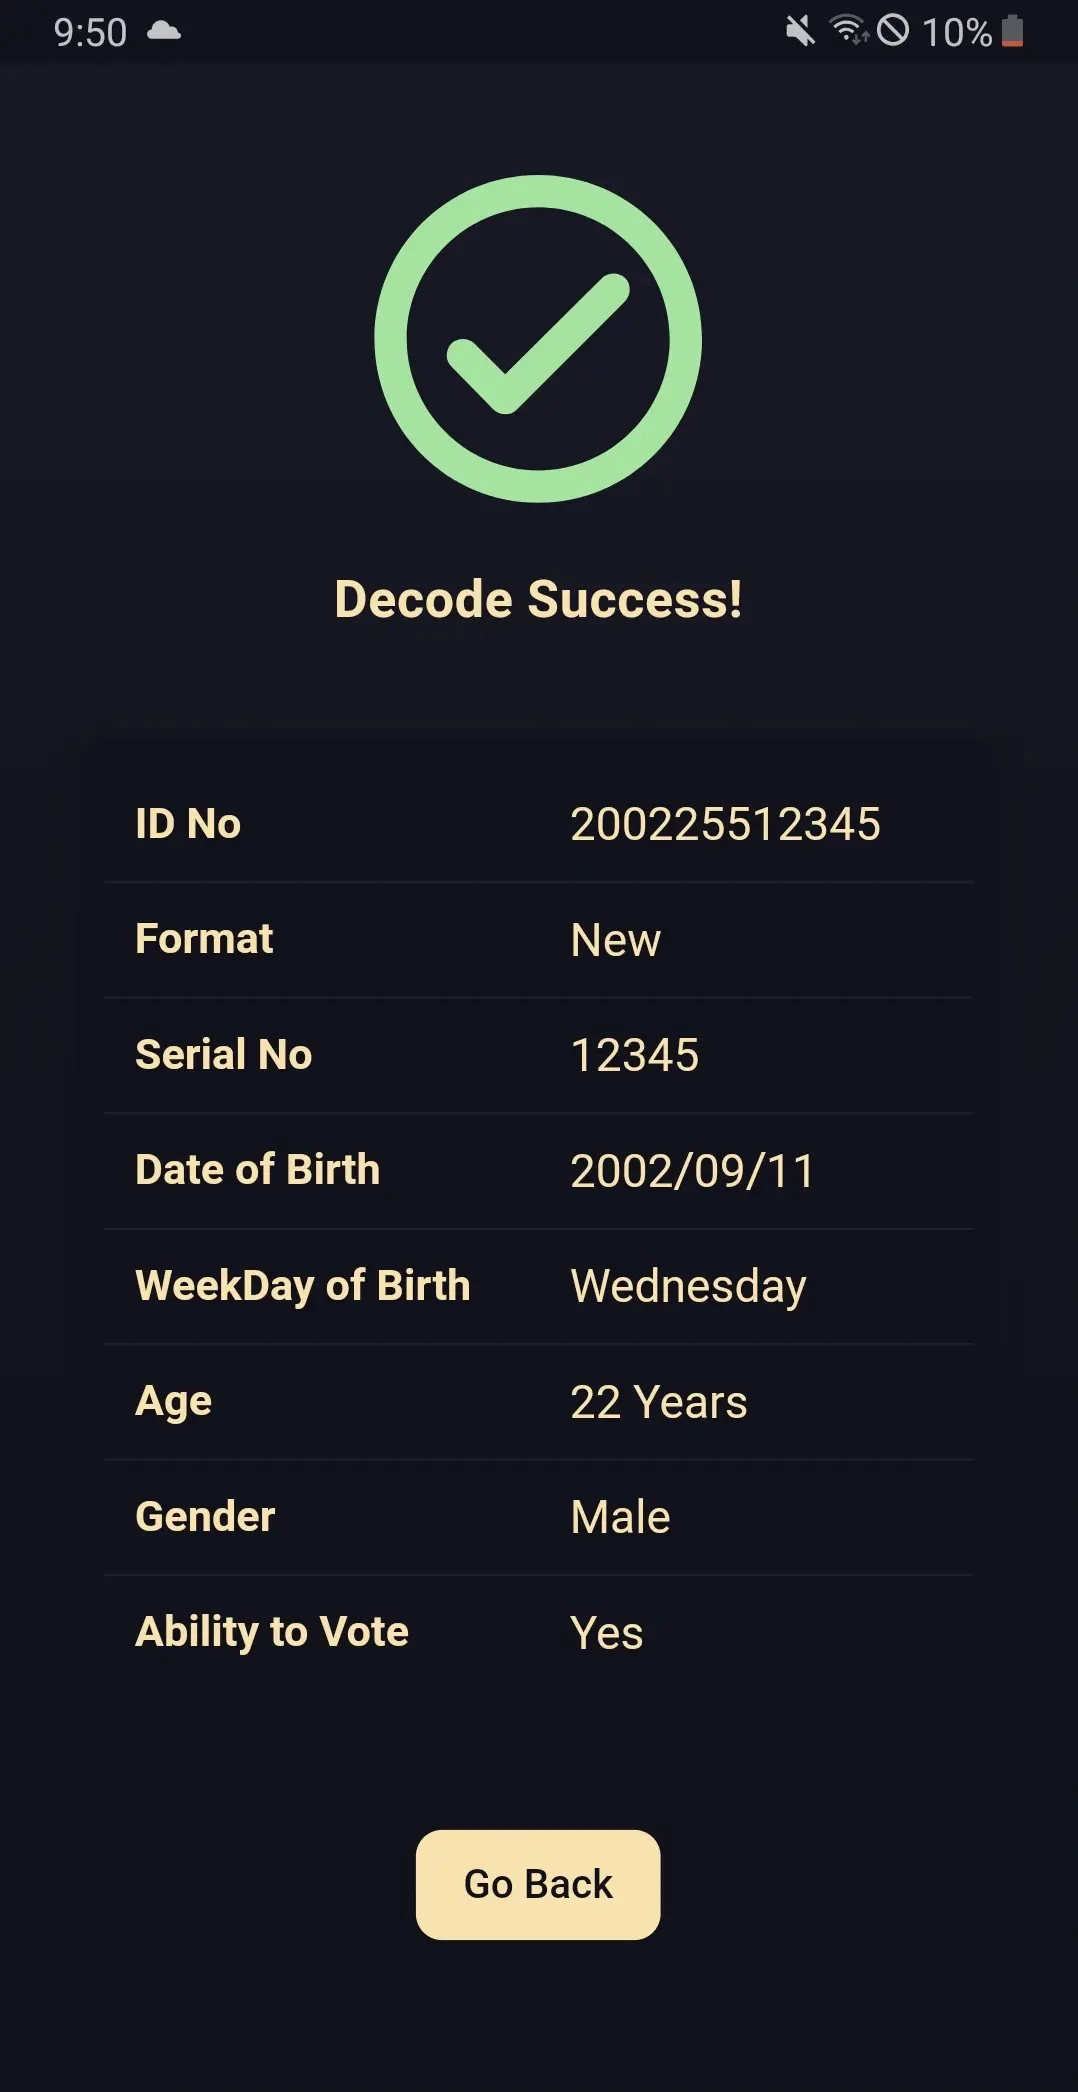 9:50 10%
Decode Success!
ID No 200225512345
Format New
Serial No 12345
Date of Birth 2002/09/11
WeekDay of Birth Wednesday
Age 22 Years
Gender Male
Ability to Vote Yes
Go Back